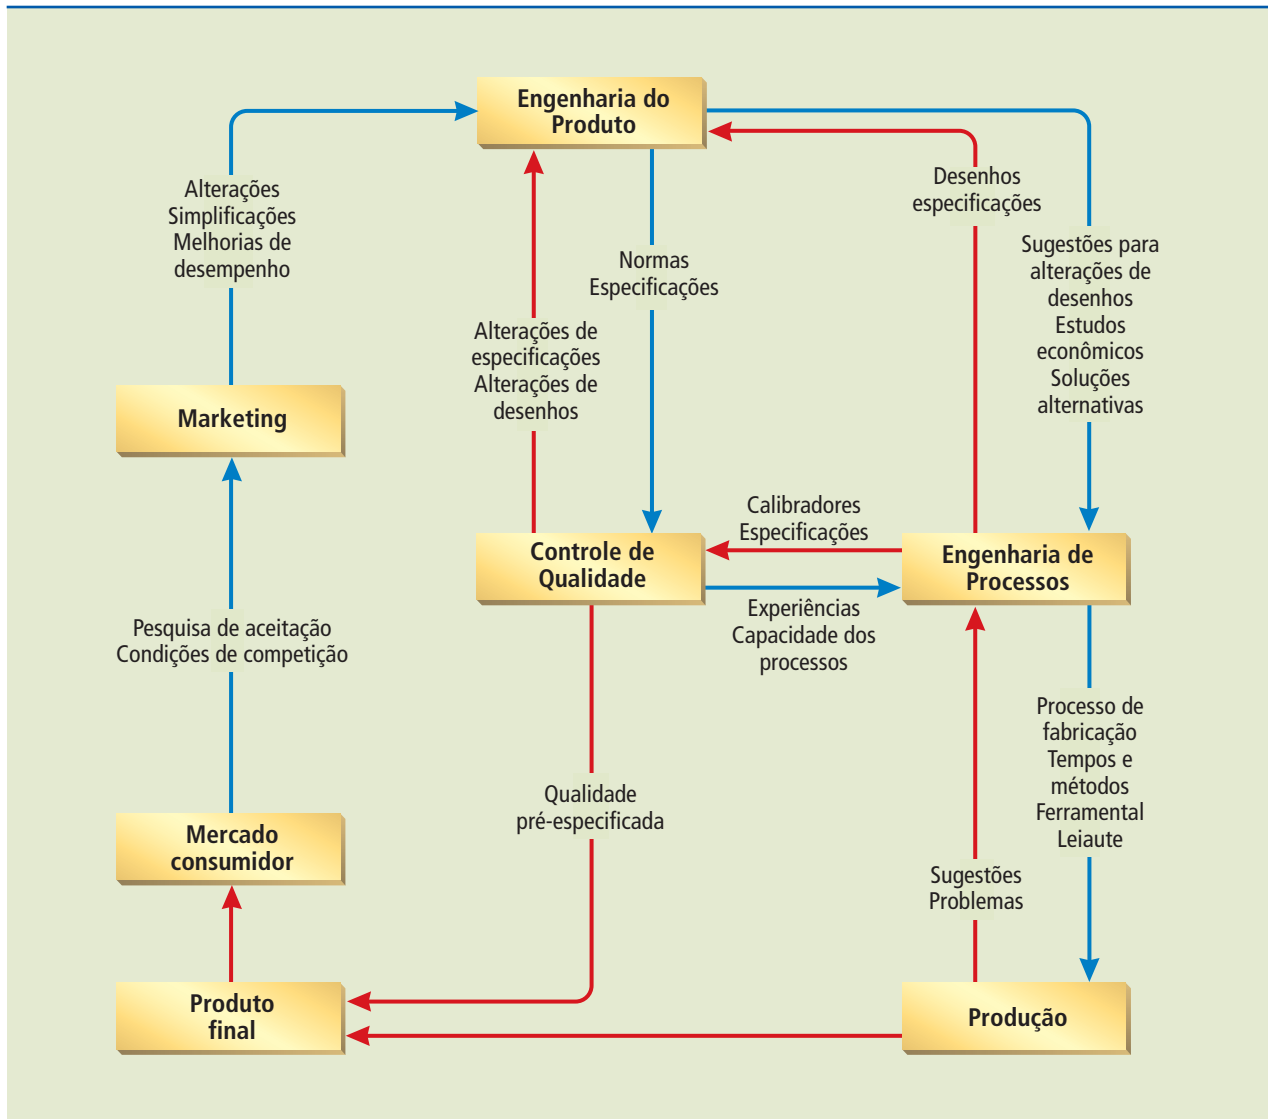 Engenharia do
Produto
Alterações
Simplificações
Melhorias de
desempenho
Desenhos
especificações
Sugestões para
alterações de
desenhos
Estudos
econômicos
Soluções
alternativas
Normas
Especificações
Alterações de
especificações
Alterações de
desenhos
Marketing
Calibradores
Especificações
Controle de
Qualidade
Engenharia de
Processos
Experiências
Capacidade dos
processos
Pesquisa de aceitação
Condições de competição
Processo de
fabricação
Tempos e
métodos
Ferramental
Leiaute
Qualidade
pré-especificada
Mercado
consumidor
Sugestões
Problemas
Produto
final
Produção